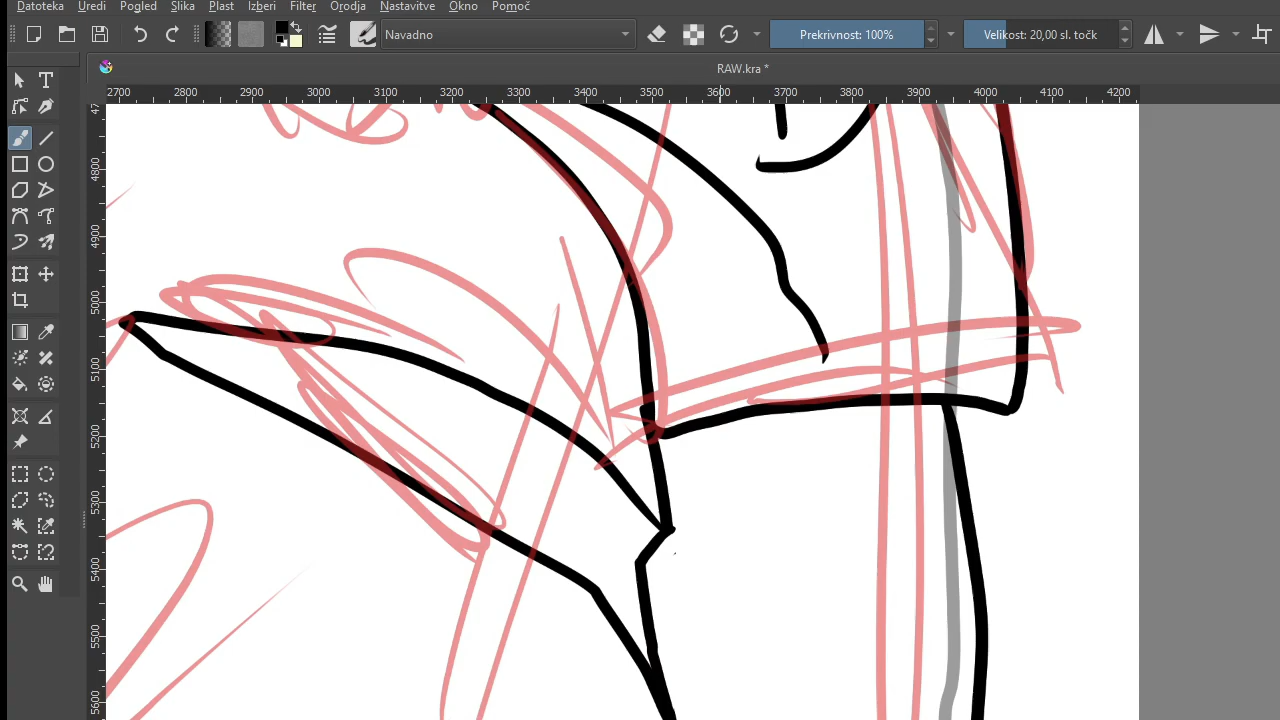 Datoteka Uredi Pogled Slika Plast Izberi Filter Orodja Nastavitve Okno Pomoč
Navadno Prekrivnost: 100% Velikost: 20,00 sl. točk
RAW.kra *
2700 2800 2900 3000 3100 3200 3300 3400 3500 3600 3700 3800 3900 4000 4100 4200
47
4800
4900
5000
5100
5200
5300
5400
5500
5600